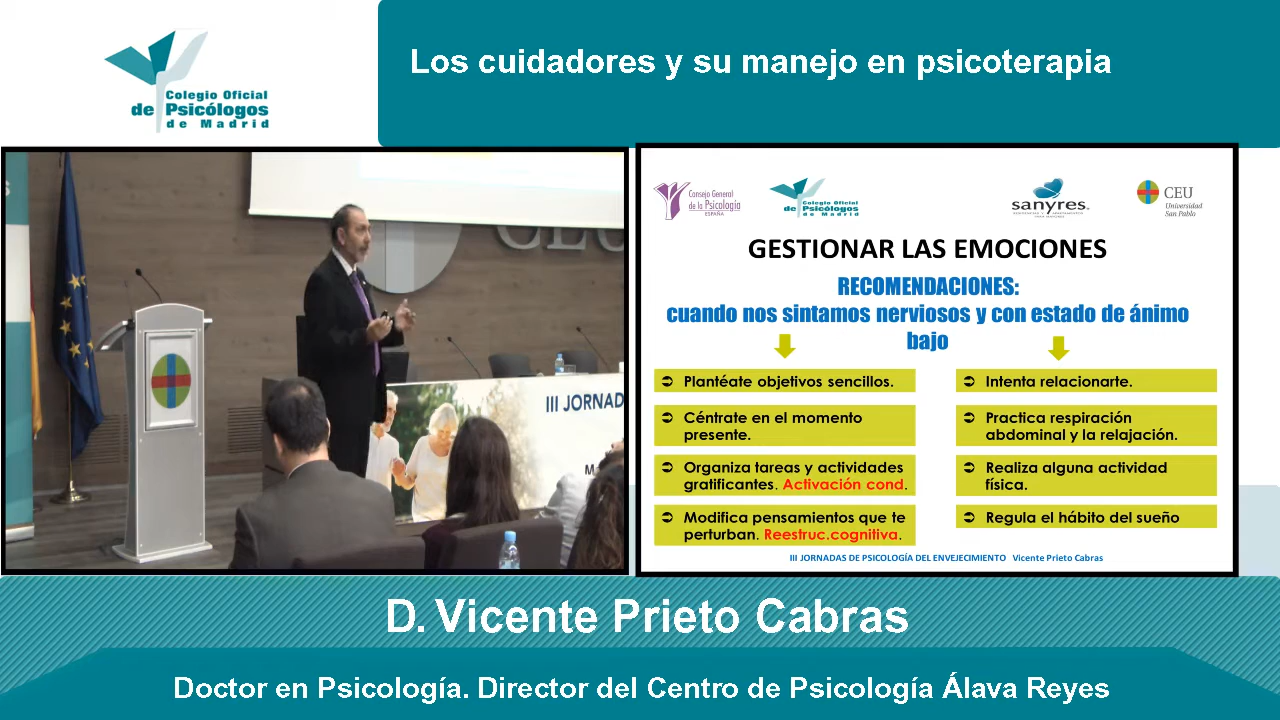 Los cuidadores y su manejo en psicoterapia
Colegio Oficial
de Psicólogos
de Madrid
CEU
III JORNAD
Consejo General
de la Psicología
ESPAÑA
Colegio Oficial
de Psicólogos
de Madrid
sanyres
CEU
Universidad
San Pablo
GESTIONAR LAS EMOCIONES
RECOMENDACIONES:
cuando nos sintamos nerviosos y con estado de ánimo
bajo
Plantéate objetivos sencillos.
Céntrate en el momento
presente.
Organiza tareas y actividades
gratificantes. Activación cond.
Modifica pensamientos que te
perturban. Reestruc.cognitiva.
Intenta relacionarte.
Practica respiración
abdominal y la relajación.
Realiza alguna actividad
física.
Regula el hábito del sueño
III JORNADAS DE PSICOLOGÍA DEL ENVEJECIMIENTO Vicente Prieto Cabras
D. Vicente Prieto Cabras
Doctor en Psicología. Director del Centro de Psicología Álava Reyes